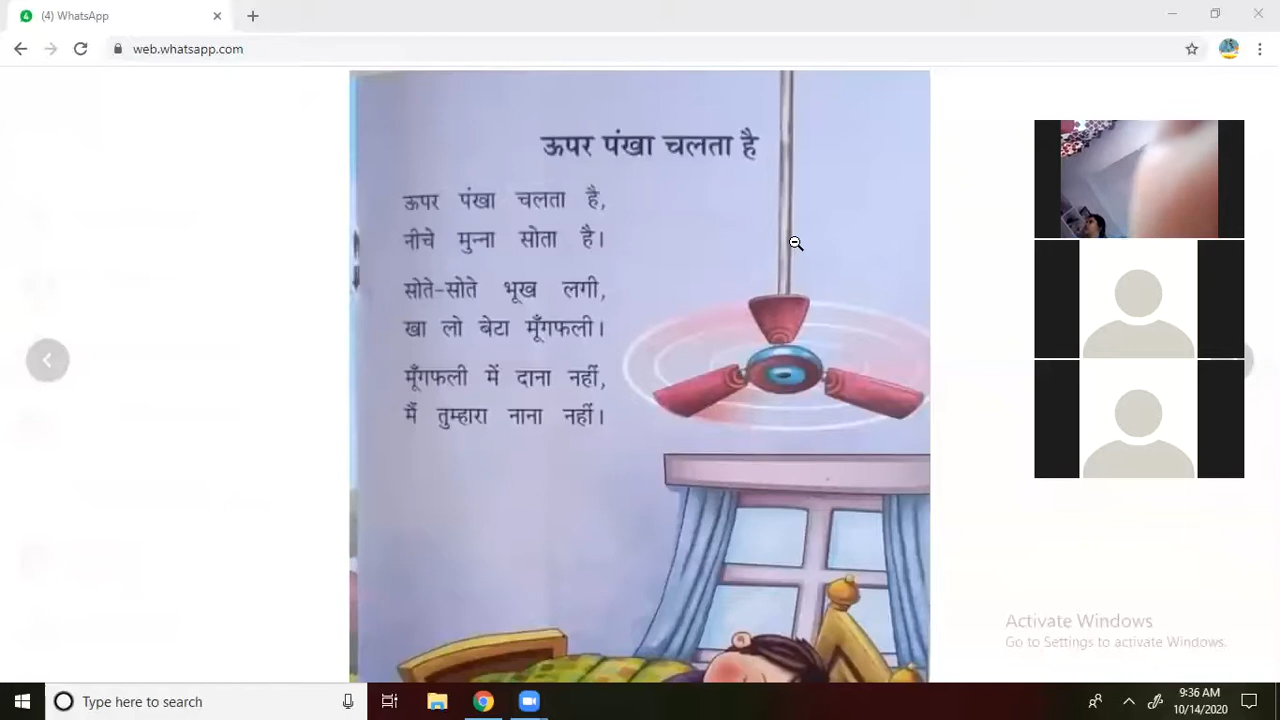 (4) WhatsApp
web.whatsapp.com
ऊपर पंखा चलता है
ऊपर पंखा चलता है,
नीचे मुन्ना सोता है।
सोते-सोते भूख लगी,
खा लो बेटा मूँगफली।
मूँगफली में दाना नहीं,
मैं तुम्हारा नाना नहीं।
Activate Windows
Go to Settings to activate Windows.
Type here to search
9:36 AM
10/14/2020